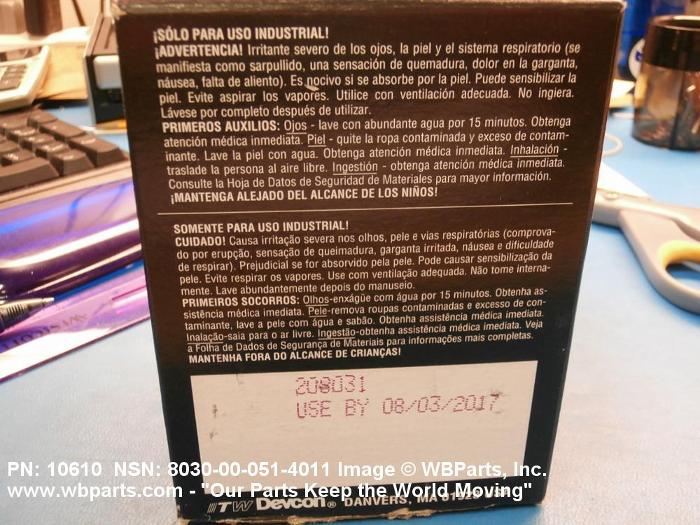 ¡SÓLO PARA USO INDUSTRIAL!
¡ADVERTENCIA! Irritante severo de los ojos, la piel y el sistema respiratorio (se
manifiesta como sarpullido, una sensación de quemadura, dolor en la garganta,
náusea, falta de aliento). Es nocivo si se absorbe por la piel. Puede sensibilizar la
piel. Evite aspirar los vapores. Utilice con ventilación adecuada. No ingiera.
Lávese por completo después de utilizar.
PRIMEROS AUXILIOS: Ojos - lave con abundante agua por 15 minutos. Obtenga
atención médica inmediata. Piel - quite la ropa contaminada y exceso de contam-
inante. Lave la piel con agua. Obtenga atención médica inmediata. Inhalación -
traslade la persona al aire libre. Ingestión - obtenga atención médica inmediata.
Consulte la Hoja de Datos de Seguridad de Materiales para mayor información.
¡MANTENGA ALEJADO DEL ALCANCE DE LOS NIÑOS!
SOMENTE PARA USO INDUSTRIAL!
CUIDADO! Causa irritação severa nos olhos, pele e vias respiratórias (comprova-
do por erupção, sensação de queimadura, garganta irritada, náusea e dificuldade
de respirar). Prejudicial se for absorvido pela pele. Pode causar sensibilização da
pele. Evite respirar os vapores. Use com ventilação adequada. Não tome interna-
mente. Lave abundantemente depois do manuseio.
PRIMEIROS SOCORROS: Olhos-enxágüe com água por 15 minutos. Obtenha as-
sistência médica imediata. Pele-remova roupas contaminadas e excesso de con-
taminante, lave a pele com água e sabão. Obtenha assistência médica imediata.
Inalação-saia para o ar livre. Ingestão-obtenha assistência médica imediata. Veja
a Folha de Dados de Segurança de Materiais para informações mais completas.
MANTENHA FORA DO ALCANCE DE CRIANÇAS!
208031
USE BY 08/03/2017
PN: 10610 NSN: 8030-00-051-4011 Image © WBParts, Inc.
www.wbparts.com - "Our Parts Keep the World Moving"
ITW Devcon® DANVERS, MA 01923 USA